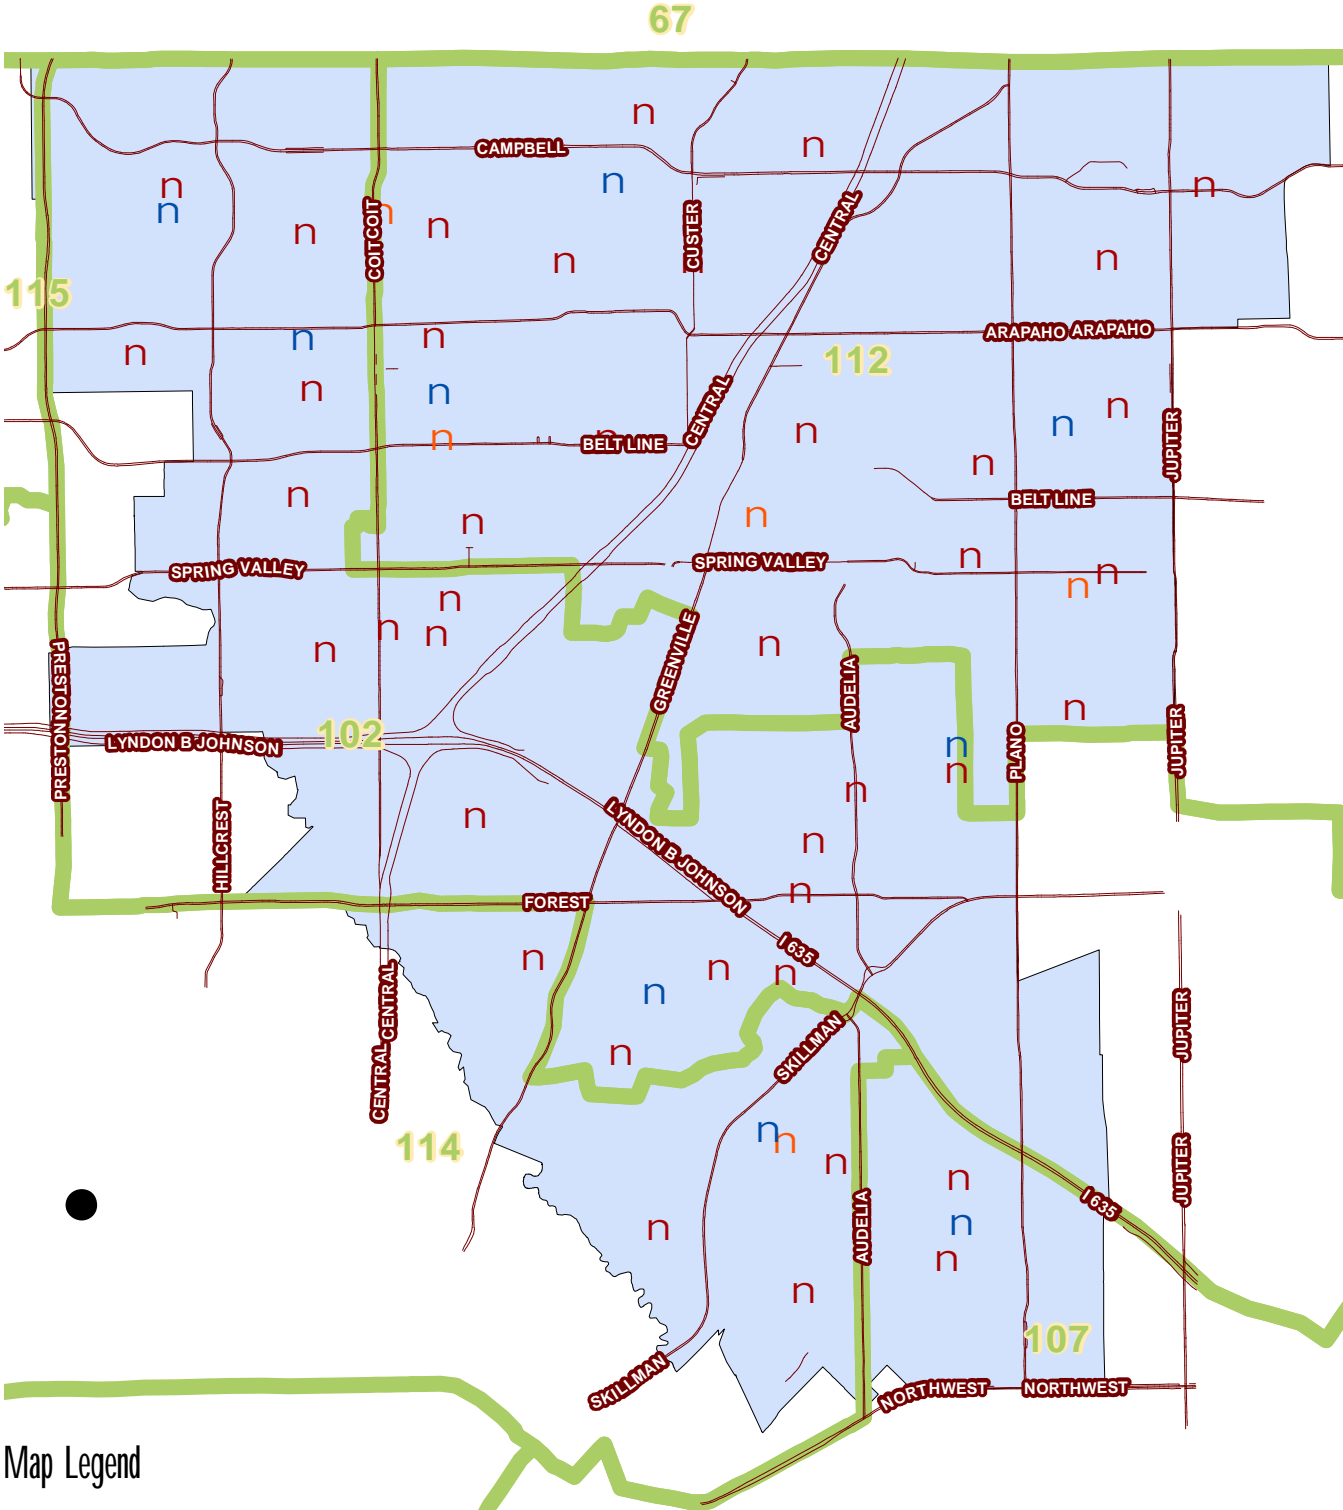 67
n
n
CAMPBELL
n
n
n
n
n
n
n
n
COITCOIT
CUSTER
CENTRAL
n
n
115
ARAPAHO ARAPAHO
n
n
n
112
n
n
n
n
n
JUPITER
CENTRAL
n
n
n
BELT LINE
n
n
BELT LINE
n
n
SPRING VALLEY
SPRING VALLEY
n
n
n
n
n
n
n
n
GREENVILLE
AUDELIA
PRESTON
n
102
LYNDON B JOHNSON
n
n
PLANO
JUPITER
n
n
n
LYNDON B JOHNSON
HILLCREST
n
FOREST
I 635
n
n
n
n
CENTRAL
CENTRAL
SKILLMAN
JUPITER
n
n
n
114
n
n
JUPITER
I 635
n
n
AUDELIA
n
n
107
SKILLMAN
NORTHWEST
NORTHWEST
Map Legend